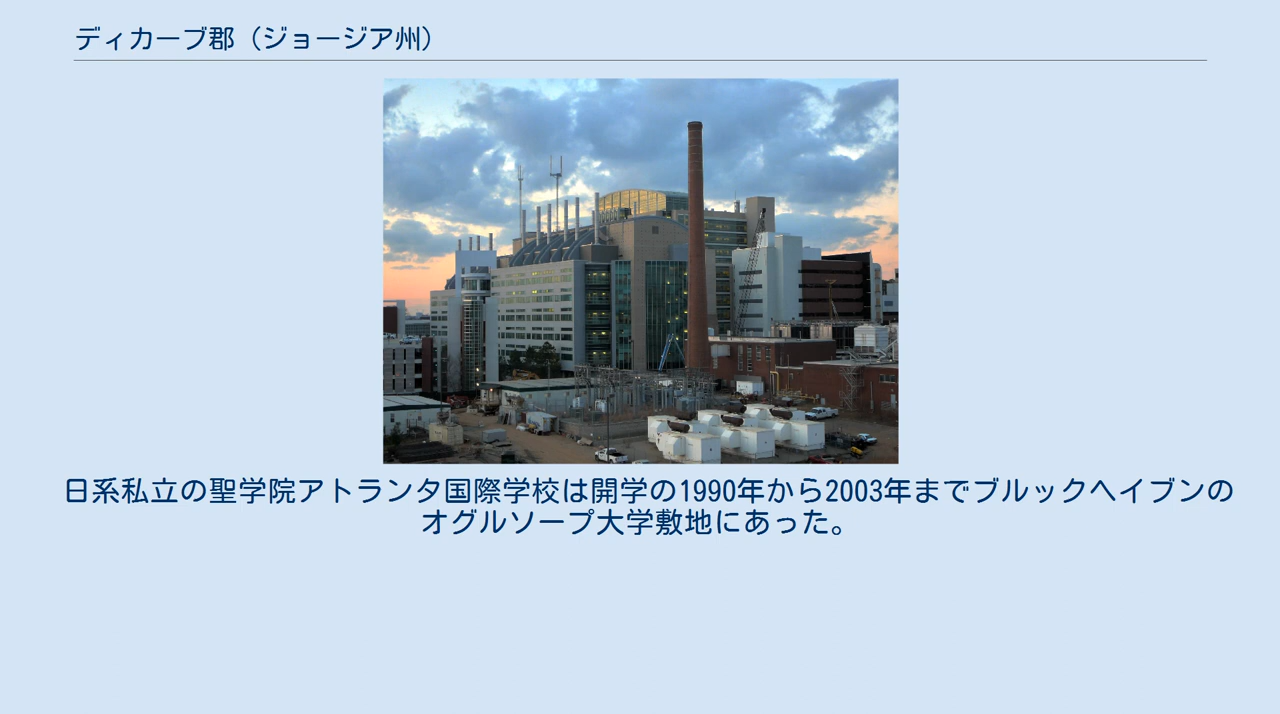 ディカーブ郡（ジョージア州）
日系私立の聖学院アトランタ国際学校は開学の1990年から2003年までブルックヘイブンの
オグルソープ大学敷地にあった。